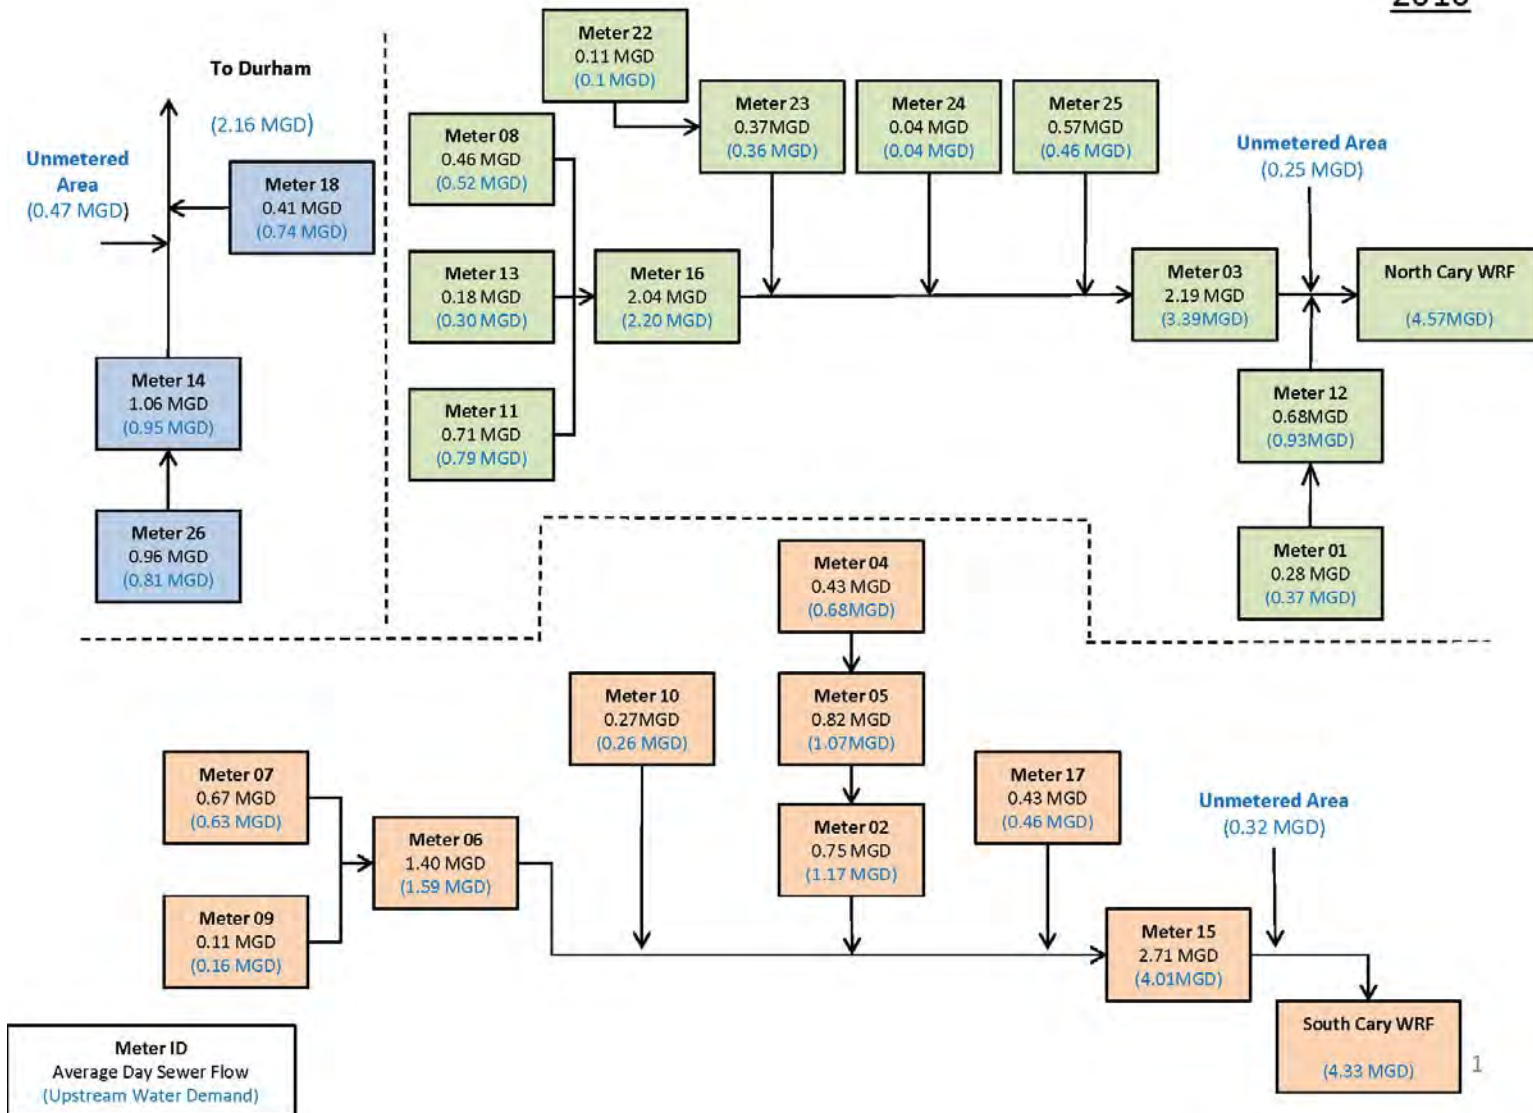 To Durham
(2.16 MGD)
Unmetered
Area
(0.47 MGD)
Meter 18
0.41 MGD
(0.74 MGD)
Meter 14
1.06 MGD
(0.95 MGD)
Meter 26
0.96 MGD
(0.81 MGD)
Meter 22
0.11 MGD
(0.1 MGD)
Meter 08
0.46 MGD
(0.52 MGD)
Meter 23
0.37MGD
(0.36 MGD)
Meter 24
0.04 MGD
(0.04 MGD)
Meter 25
0.57MGD
(0.46 MGD)
Unmetered Area
(0.25 MGD)
Meter 13
0.18 MGD
(0.30 MGD)
Meter 16
2.04 MGD
(2.20 MGD)
Meter 03
2.19 MGD
(3.39MGD)
North Cary WRF
(4.57MGD)
Meter 11
0.71 MGD
(0.79 MGD)
Meter 12
0.68MGD
(0.93MGD)
Meter 01
0.28 MGD
(0.37 MGD)
Meter 04
0.43 MGD
(0.68MGD)
Meter 10
0.27MGD
(0.26 MGD)
Meter 05
0.82 MGD
(1.07MGD)
Meter 07
0.67 MGD
(0.63 MGD)
Meter 06
1.40 MGD
(1.59 MGD)
Meter 02
0.75 MGD
(1.17 MGD)
Meter 17
0.43 MGD
(0.46 MGD)
Unmetered Area
(0.32 MGD)
Meter 09
0.11 MGD
(0.16 MGD)
Meter 15
2.71 MGD
(4.01MGD)
South Cary WRF
(4.33 MGD)
1
Meter ID
Average Day Sewer Flow
(Upstream Water Demand)